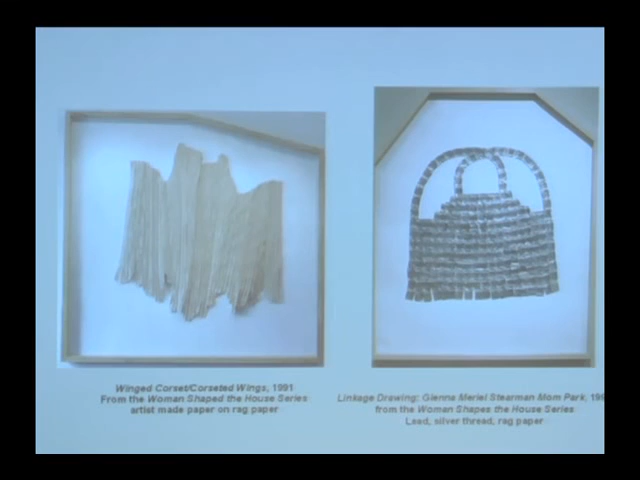 Winged Corset/Corseted Wings, 1991
From the Woman Shaped the House Series
artist made paper on rag paper
Linkage Drawing: Glenna Meriel Stearman Mom Park,
from the Woman Shapes the House Series
Lead, silver thread, rag paper